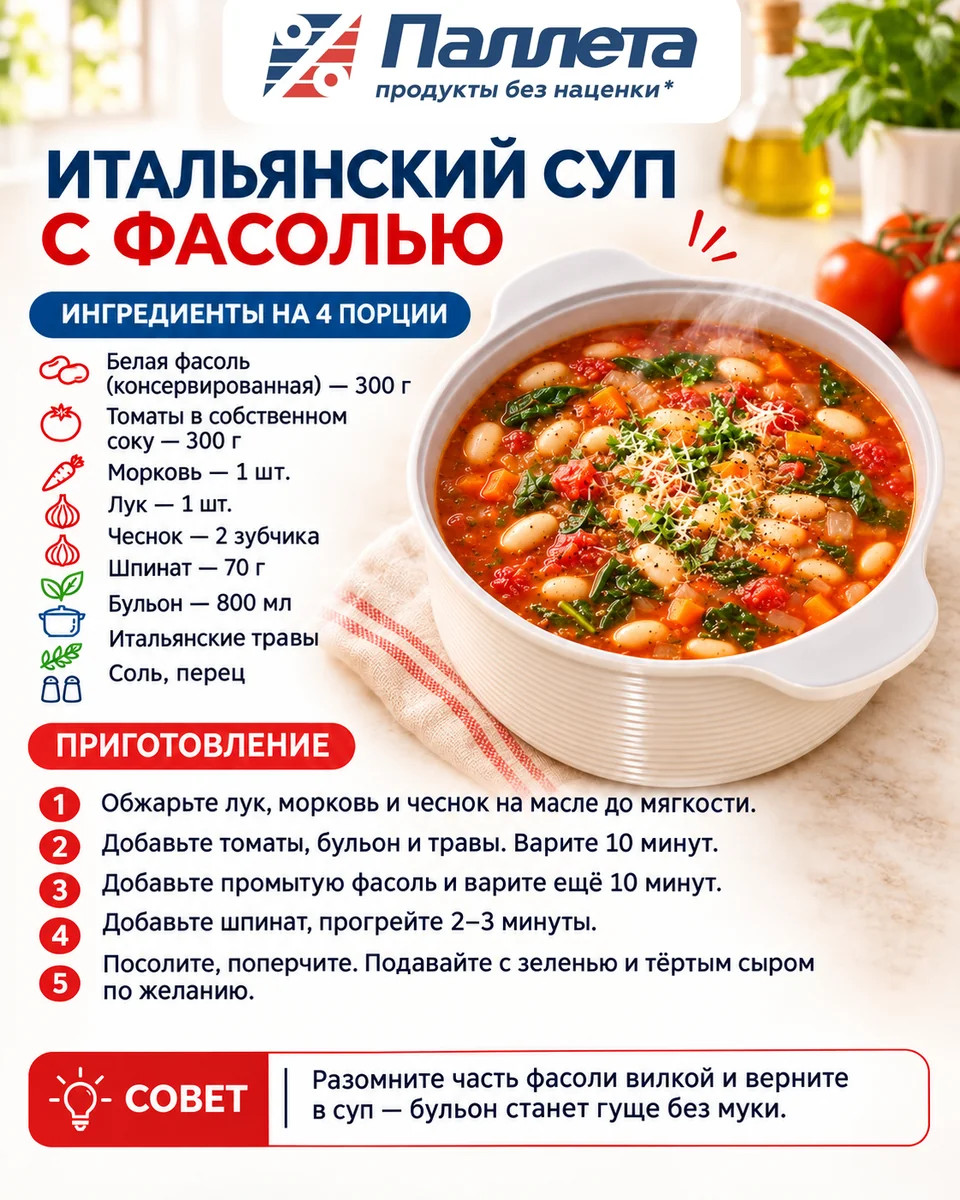 Паллета
продукты без наценки*
ИТАЛЬЯНСКИЙ СУП
С ФАСОЛЬЮ
ИНГРЕДИЕНТЫ НА 4 ПОРЦИИ
Белая фасоль
(консервированная) — 300 г
Томаты в собственном
соку — 300 г
Морковь — 1 шт.
Лук — 1 шт.
Чеснок — 2 зубчика
Шпинат — 70 г
Бульон — 800 мл
Итальянские травы
Соль, перец
ПРИГОТОВЛЕНИЕ
1 Обжарьте лук, морковь и чеснок на масле до мягкости.
2 Добавьте томаты, бульон и травы. Варите 10 минут.
3 Добавьте промытую фасоль и варите ещё 10 минут.
4 Добавьте шпинат, прогрейте 2–3 минуты.
5 Посолите, поперчите. Подавайте с зеленью и тёртым сыром
по желанию.
СОВЕТ
Разомните часть фасоли вилкой и верните
в суп — бульон станет гуще без муки.